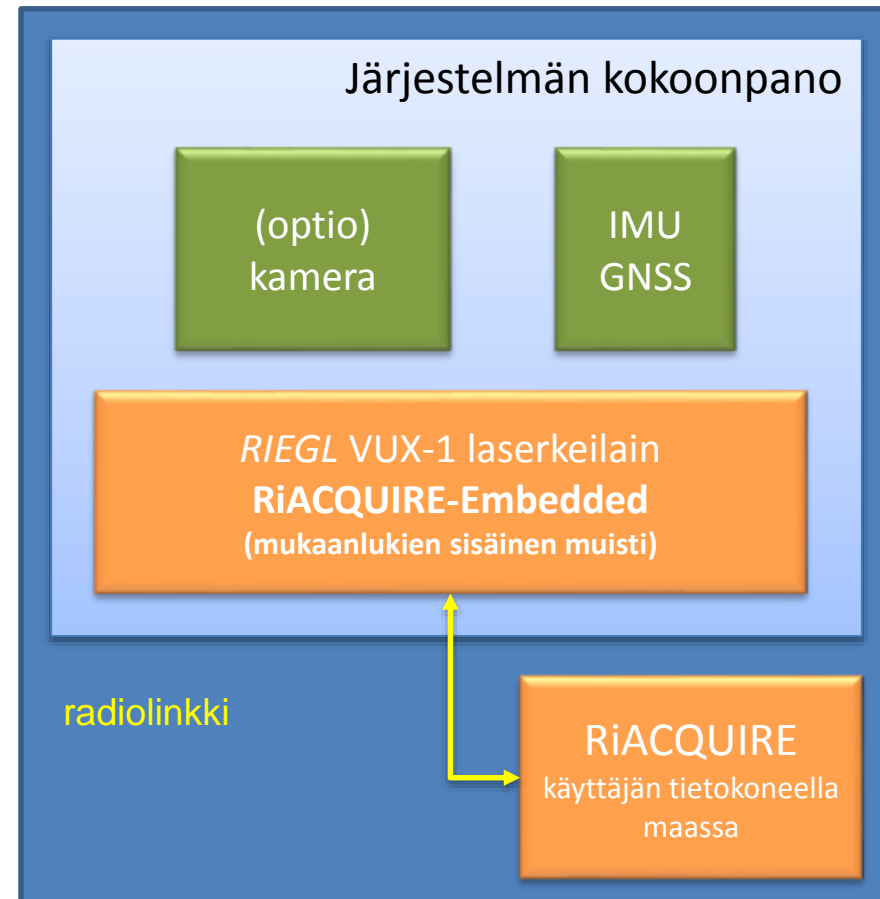 Järjestelmän kokoonpano
(optio)
kamera
IMU
GNSS
RIEGL VUX-1 laserkeilain
RiACQUIRE-Embedded
(mukaanlukien sisäinen muisti)
radiolinkki
RiACQUIRE
käyttäjän tietokoneella
maassa